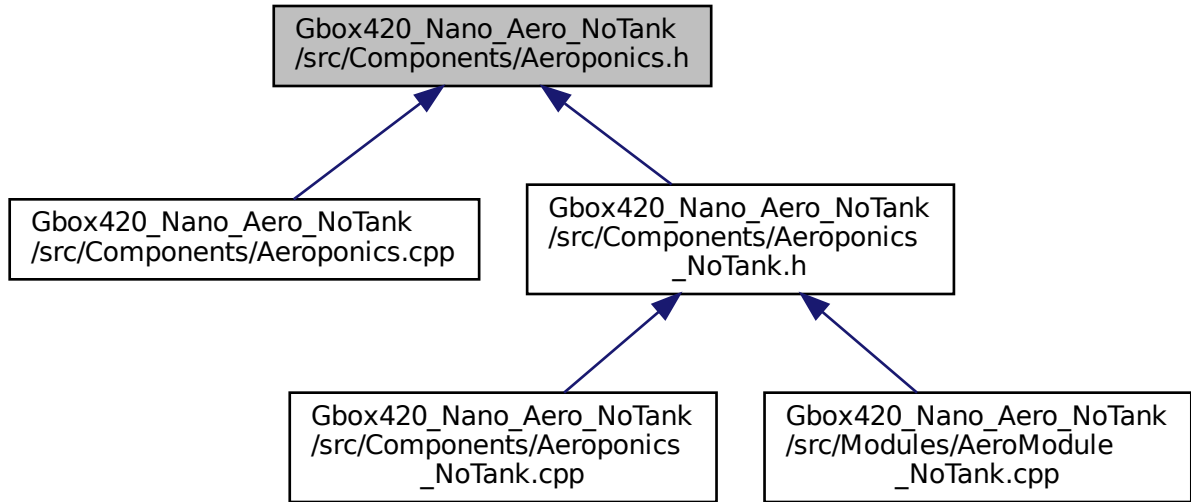 Gbox420_Nano_Aero_NoTank
/src/Components/Aeroponics.h
Gbox420_Nano_Aero_NoTank
/src/Components/Aeroponics.cpp
Gbox420_Nano_Aero_NoTank
/src/Components/Aeroponics
_NoTank.h
Gbox420_Nano_Aero_NoTank
/src/Components/Aeroponics
_NoTank.cpp
Gbox420_Nano_Aero_NoTank
/src/Modules/AeroModule
_NoTank.cpp